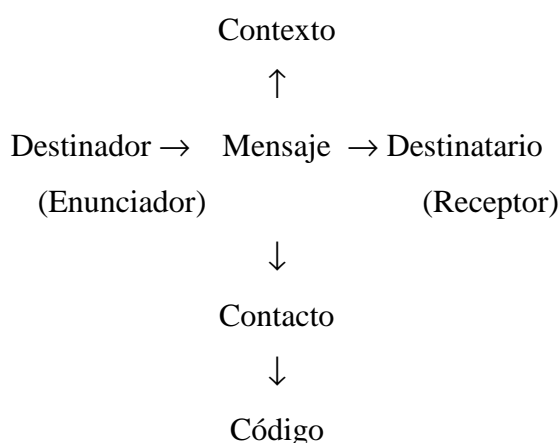 Contexto
↑
Destinador → Mensaje → Destinatario
(Enunciador) (Receptor)
↓
Contacto
↓
Código